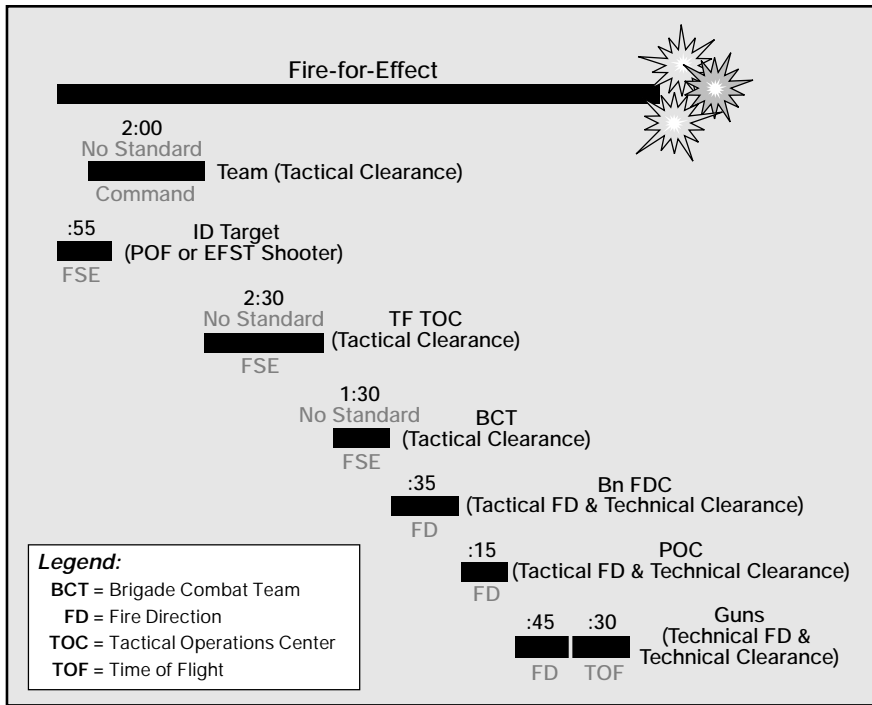 Fire-for-Effect
2:00
No Standard
Team (Tactical Clearance)
Command
:55
ID Target
(POF or EFST Shooter)
FSE
2:30
No Standard
TF TOC
(Tactical Clearance)
FSE
1:30
No Standard
BCT
(Tactical Clearance)
FSE
:35
Bn FDC
(Tactical FD & Technical Clearance)
FD
:15
POC
(Tactical FD & Technical Clearance)
FD
:45 :30
Guns
(Technical FD &
Technical Clearance)
FD TOF
Legend:
BCT = Brigade Combat Team
FD = Fire Direction
TOC = Tactical Operations Center
TOF = Time of Flight